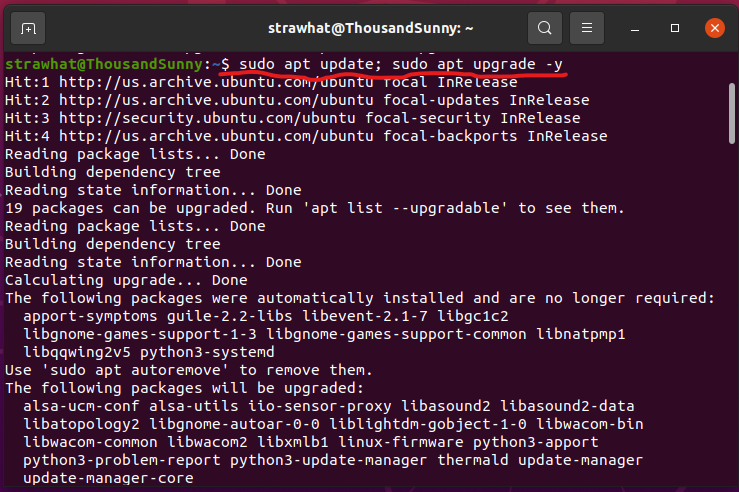 strawhat@ThousandSunny: ~
strawhat@ThousandSunny:~$ sudo apt update; sudo apt upgrade -y
Hit:1 http://us.archive.ubuntu.com/ubuntu focal InRelease
Hit:2 http://us.archive.ubuntu.com/ubuntu focal-updates InRelease
Hit:3 http://security.ubuntu.com/ubuntu focal-security InRelease
Hit:4 http://us.archive.ubuntu.com/ubuntu focal-backports InRelease
Reading package lists... Done
Building dependency tree
Reading state information... Done
19 packages can be upgraded. Run 'apt list --upgradable' to see them.
Reading package lists... Done
Building dependency tree
Reading state information... Done
Calculating upgrade... Done
The following packages were automatically installed and are no longer required:
apport-symptoms guile-2.2-libs libevent-2.1-7 libgc1c2
libgnome-games-support-1-3 libgnome-games-support-common libnatpmp1
libqqwing2v5 python3-systemd
Use 'sudo apt autoremove' to remove them.
The following packages will be upgraded:
alsa-ucm-conf alsa-utils iio-sensor-proxy libasound2 libasound2-data
libatopology2 libgnome-autoar-0-0 liblightdm-gobject-1-0 libwacom-bin
libwacom-common libwacom2 libxmlb1 linux-firmware python3-apport
python3-problem-report python3-update-manager thermald update-manager
update-manager-core